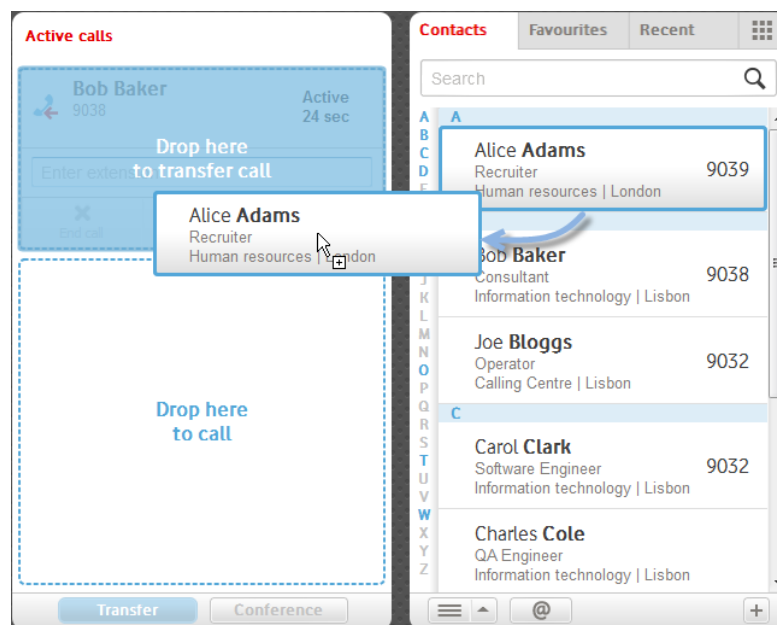 Active calls
Bob Baker
9038
Active
24 sec
Drop here
to transfer call
Enter exten
End call
Alice Adams
Recruiter
Human resources | London
Drop here
to call
Transfer
Conference
Contacts
Favourites
Recent
Search
A
B
C
D
E
J
K
L
M
N
O
P
Q
R
S
T
U
V
W
X
Y
Z
A
Alice Adams
Recruiter
Human resources | London
9039
Bob Baker
Consultant
Information technology | Lisbon
9038
Joe Bloggs
Operator
Calling Centre | Lisbon
9032
C
Carol Clark
Software Engineer
Information technology | Lisbon
9032
Charles Cole
QA Engineer
Information technology | Lisbon
@
+